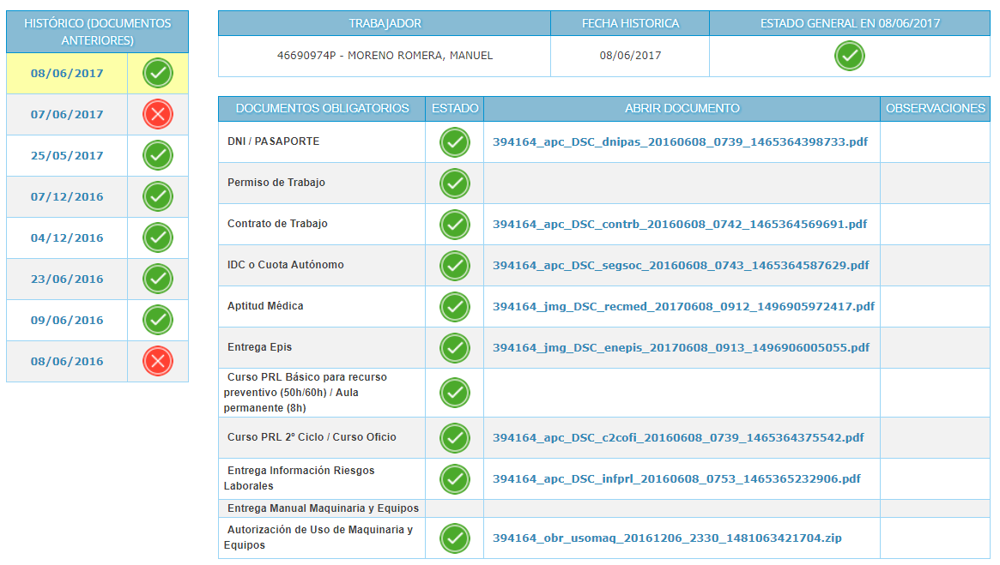 HISTÓRICO (DOCUMENTOS
ANTERIORES)
08/06/2017
07/06/2017
25/05/2017
07/12/2016
04/12/2016
23/06/2016
09/06/2016
08/06/2016
TRABAJADOR FECHA HISTORICA ESTADO GENERAL EN 08/06/2017
46690974P - MORENO ROMERA, MANUEL 08/06/2017
DOCUMENTOS OBLIGATORIOS ESTADO ABRIR DOCUMENTO OBSERVACIONES
DNI / PASAPORTE 394164_apc_DSC_dnipas_20160608_0739_1465364398733.pdf
Permiso de Trabajo
Contrato de Trabajo 394164_apc_DSC_contrb_20160608_0742_1465364569691.pdf
IDC o Cuota Autónomo 394164_apc_DSC_segsoc_20160608_0743_1465364587629.pdf
Aptitud Médica 394164_jmg_DSC_recmed_20170608_0912_1496905972417.pdf
Entrega Epis 394164_jmg_DSC_enepis_20170608_0913_1496906005055.pdf
Curso PRL Básico para recurso
preventivo (50h/60h) / Aula
permanente (8h)
Curso PRL 2º Ciclo / Curso Oficio 394164_apc_DSC_c2cofi_20160608_0739_1465364375542.pdf
Entrega Información Riesgos
Laborales 394164_apc_DSC_infprl_20160608_0753_1465365232906.pdf
Entrega Manual Maquinaria y Equipos
Autorización de Uso de Maquinaria y
Equipos 394164_obr_usomaq_20161206_2330_1481063421704.zip